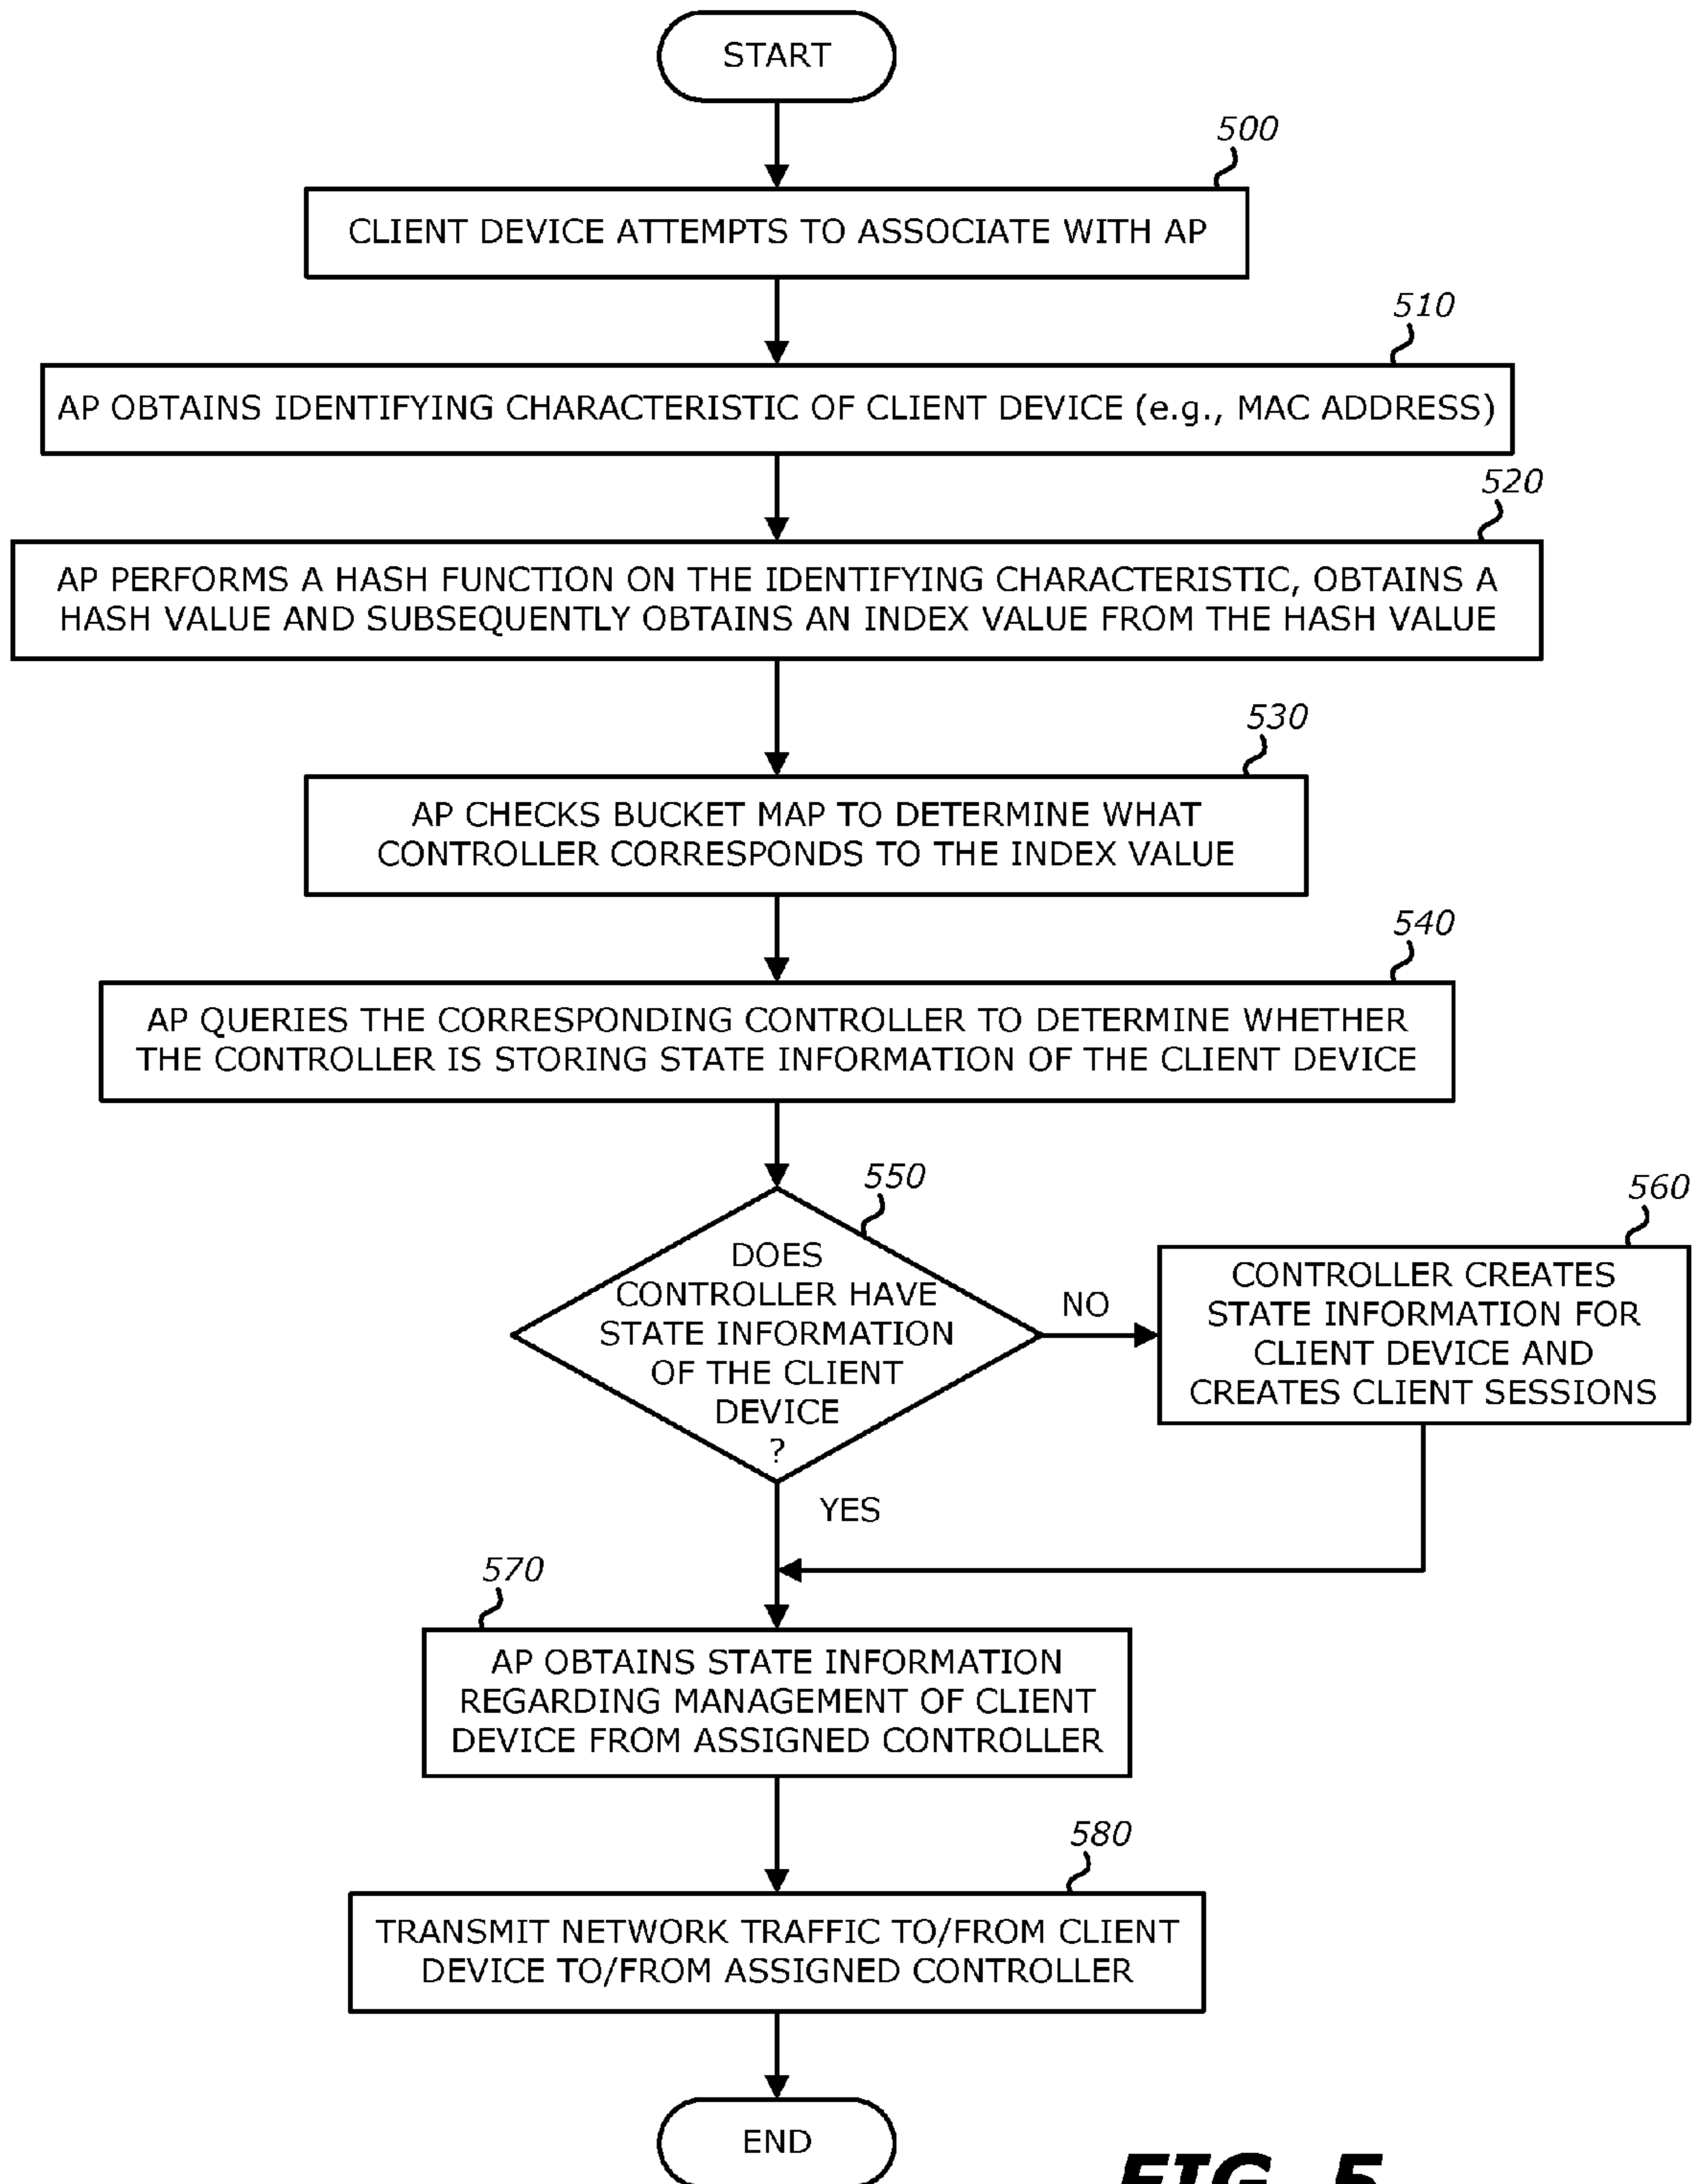 START
500
CLIENT DEVICE ATTEMPTS TO ASSOCIATE WITH AP
510
AP OBTAINS IDENTIFYING CHARACTERISTIC OF CLIENT DEVICE (e.g., MAC ADDRESS)
520
AP PERFORMS A HASH FUNCTION ON THE IDENTIFYING CHARACTERISTIC, OBTAINS A
HASH VALUE AND SUBSEQUENTLY OBTAINS AN INDEX VALUE FROM THE HASH VALUE
530
AP CHECKS BUCKET MAP TO DETERMINE WHAT
CONTROLLER CORRESPONDS TO THE INDEX VALUE
540
AP QUERIES THE CORRESPONDING CONTROLLER TO DETERMINE WHETHER
THE CONTROLLER IS STORING STATE INFORMATION OF THE CLIENT DEVICE
550
DOES
CONTROLLER HAVE
STATE INFORMATION
OF THE CLIENT
DEVICE
?
NO
560
CONTROLLER CREATES
STATE INFORMATION FOR
CLIENT DEVICE AND
CREATES CLIENT SESSIONS
YES
570
AP OBTAINS STATE INFORMATION
REGARDING MANAGEMENT OF CLIENT
DEVICE FROM ASSIGNED CONTROLLER
580
TRANSMIT NETWORK TRAFFIC TO/FROM CLIENT
DEVICE TO/FROM ASSIGNED CONTROLLER
END
FIG. 5